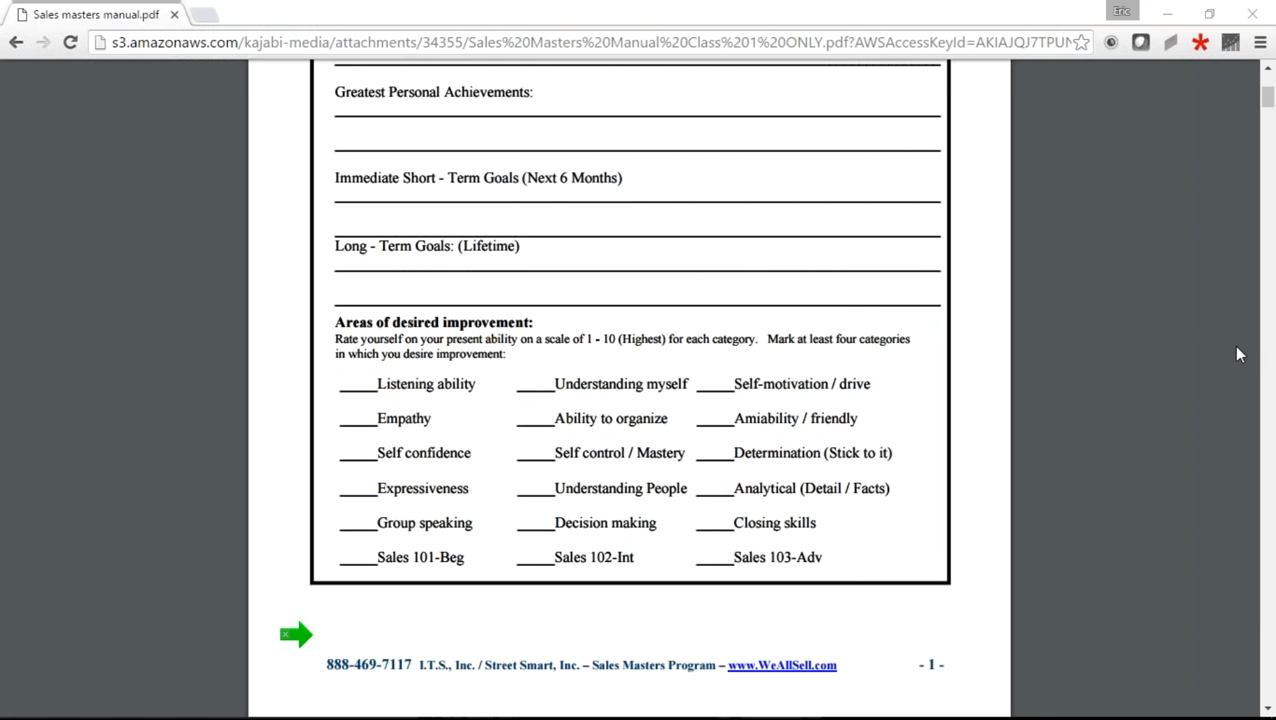 Sales masters manual.pdf
Eric
s3.amazonaws.com/kajabi-media/attachments/34355/Sales%20Masters%20Manual%20Class%201%20ONLY.pdf?AWSAccessKeyId=AKIAJQJ7TPUN
Greatest Personal Achievements:
Immediate Short - Term Goals (Next 6 Months)
Long - Term Goals: (Lifetime)
Areas of desired improvement:
Rate yourself on your present ability on a scale of 1 - 10 (Highest) for each category. Mark at least four categories
in which you desire improvement:
_____Listening ability _____Understanding myself _____Self-motivation / drive
_____Empathy _____Ability to organize _____Amiability / friendly
_____Self confidence _____Self control / Mastery _____Determination (Stick to it)
_____Expressiveness _____Understanding People _____Analytical (Detail / Facts)
_____Group speaking _____Decision making _____Closing skills
_____Sales 101-Beg _____Sales 102-Int _____Sales 103-Adv
888-469-7117 I.T.S., Inc. / Street Smart, Inc. – Sales Masters Program – www.WeAllSell.com - 1 -